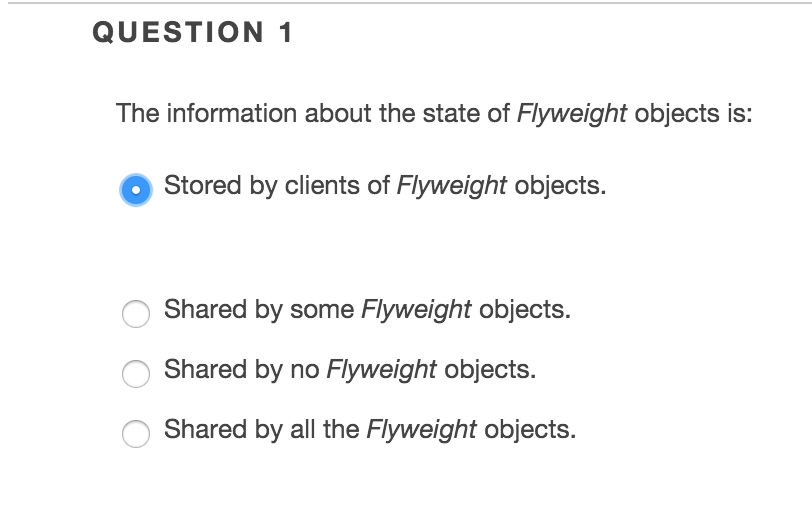 QUESTION 1
The information about the state of Flyweight objects is:
Stored by clients of Flyweight objects.
Shared by some Flyweight objects.
Shared by no Flyweight objects.
Shared by all the Flyweight objects.